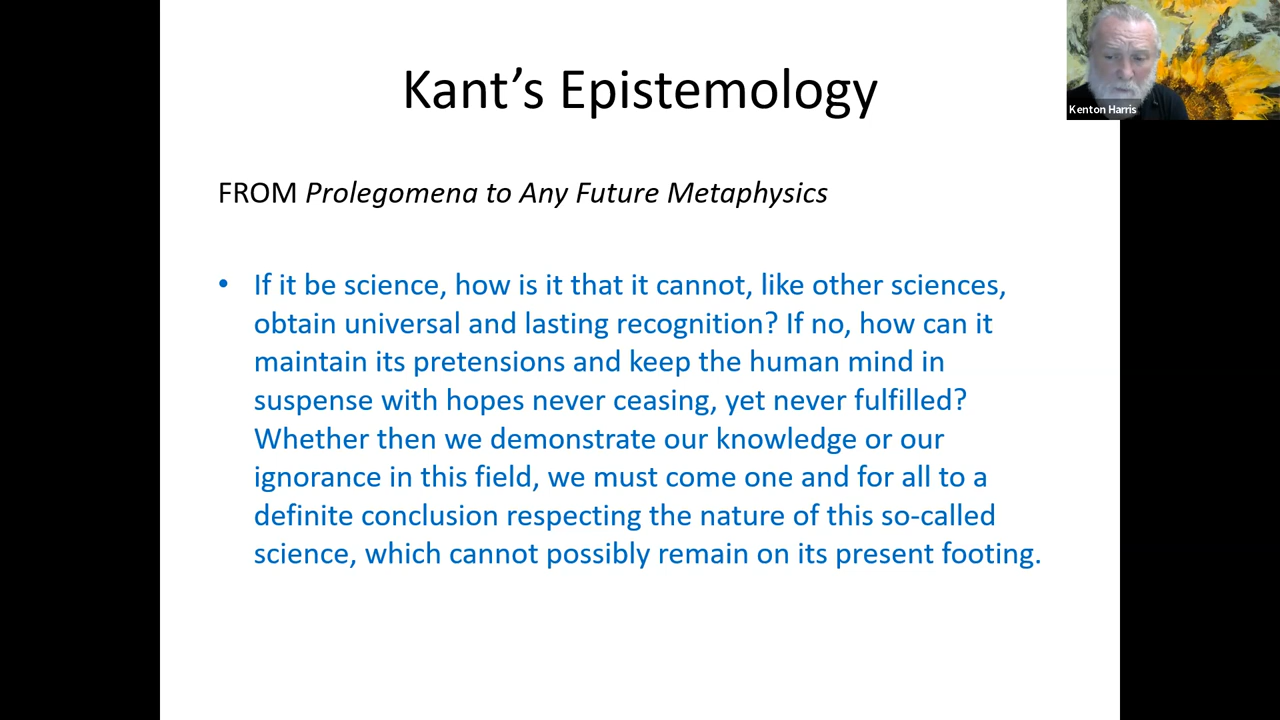 Kant's Epistemology
Kenton Harris
FROM Prolegomena to Any Future Metaphysics
• If it be science, how is it that it cannot, like other sciences,
obtain universal and lasting recognition? If no, how can it
maintain its pretensions and keep the human mind in
suspense with hopes never ceasing, yet never fulfilled?
Whether then we demonstrate our knowledge or our
ignorance in this field, we must come one and for all to a
definite conclusion respecting the nature of this so-called
science, which cannot possibly remain on its present footing.